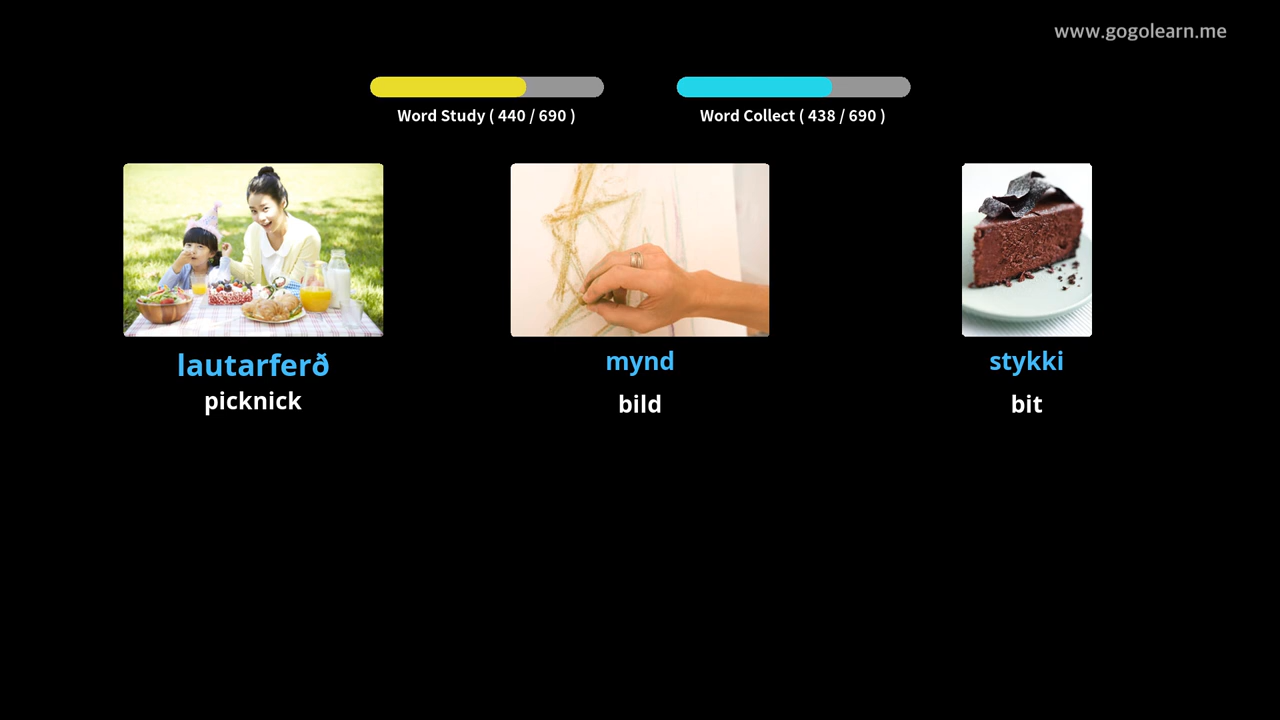 www.gogolearn.me
Word Study ( 440 / 690 )
Word Collect ( 438 / 690 )
lautarferð
picknick
mynd
bild
stykki
bit